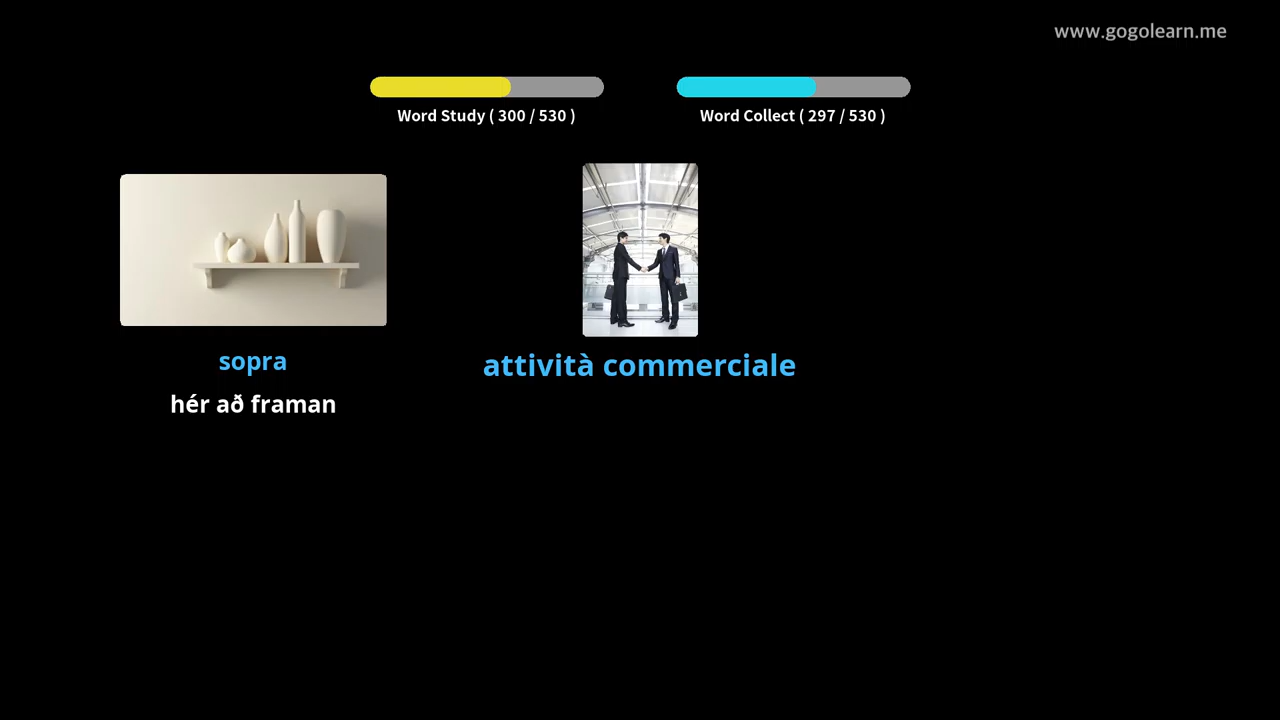 www.gogolearn.me
Word Study ( 300 / 530 )
Word Collect ( 297 / 530 )
sopra
hér að framan
attività commerciale